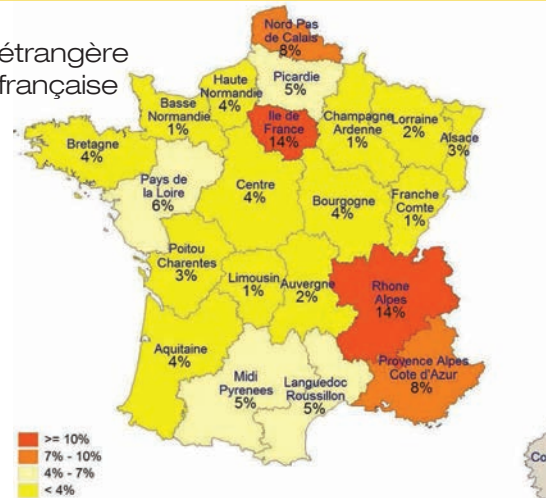 étrangère
française
Nord Pas
de Calais
8%
Picardie
5%
Haute
Normandie
4%
Basse
Normandie
1%
Ile de
France
14%
Champagne
Ardenne
1%
Lorraine
2%
Alsace
3%
Bretagne
4%
Pays de
la Loire
6%
Centre
4%
Bourgogne
4%
Franche
Comte
1%
Poitou
Charentes
3%
Limousin
1%
Auvergne
2%
Rhone
Alpes
14%
Aquitaine
4%
Midi
Pyrenees
5%
Languedoc
Roussillon
5%
Provence Alpes
Cote d'Azur
8%
>= 10%
7% - 10%
4% - 7%
< 4%
Co